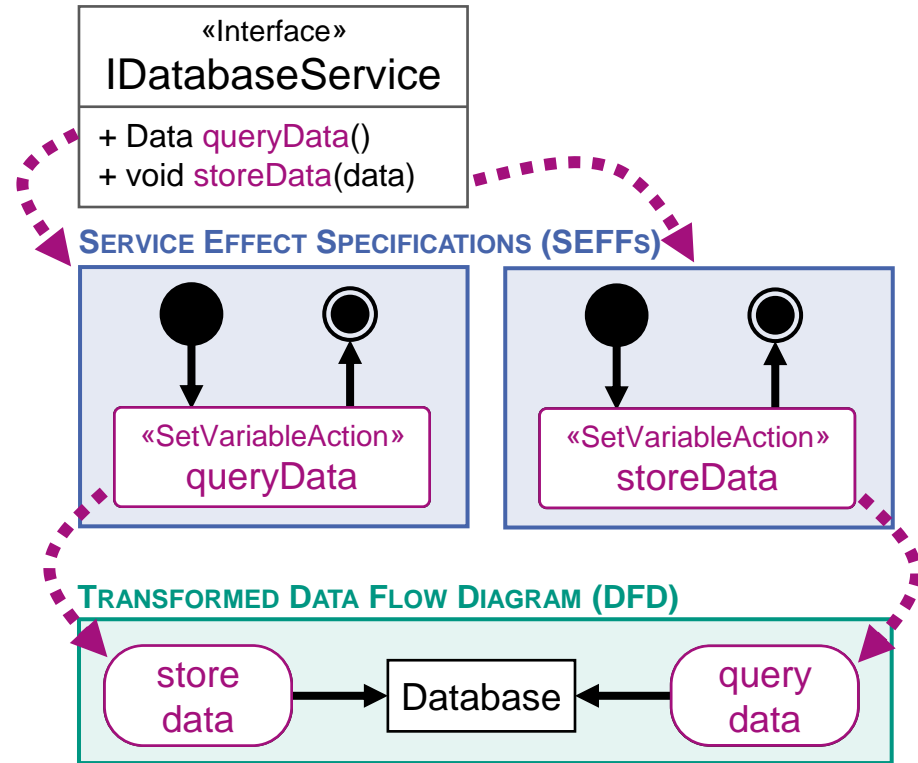 «Interface»
IDatabaseService
+ Data queryData()
+ void storeData(data)
SERVICE EFFECT SPECIFICATIONS (SEFFS)
«SetVariableAction»
queryData
«SetVariableAction»
storeData
TRANSFORMED DATA FLOW DIAGRAM (DFD)
store
data
Database
query
data